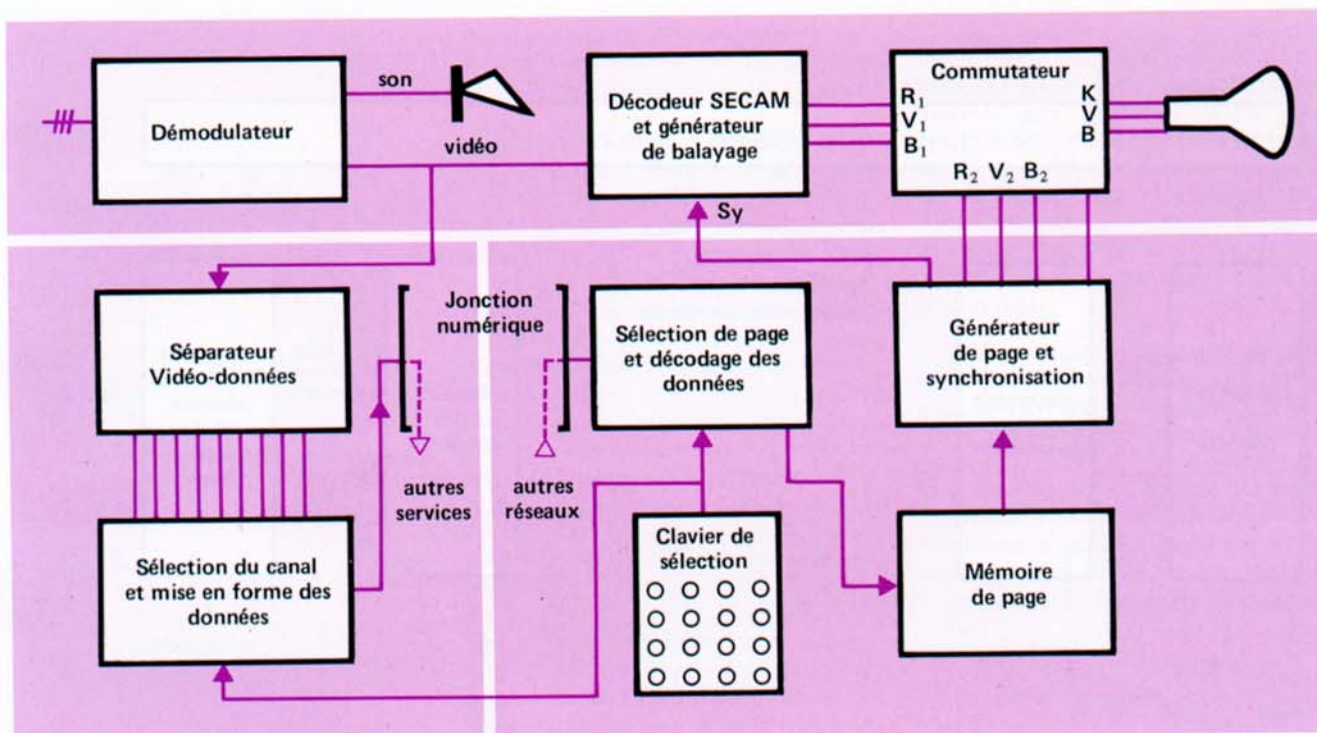 Démodulateur
son
vidéo
Décodeur SECAM
et générateur
de balayage
Commutateur
R₁
V₁
B₁
K
V
B
R₂ V₂ B₂
Sy
Séparateur
Vidéo-données
Jonction
numérique
Sélection de page
et décodage des
données
Générateur
de page et
synchronisation
autres
services
autres
réseaux
Sélection du canal
et mise en forme des
données
Clavier de
sélection
Mémoire
de page